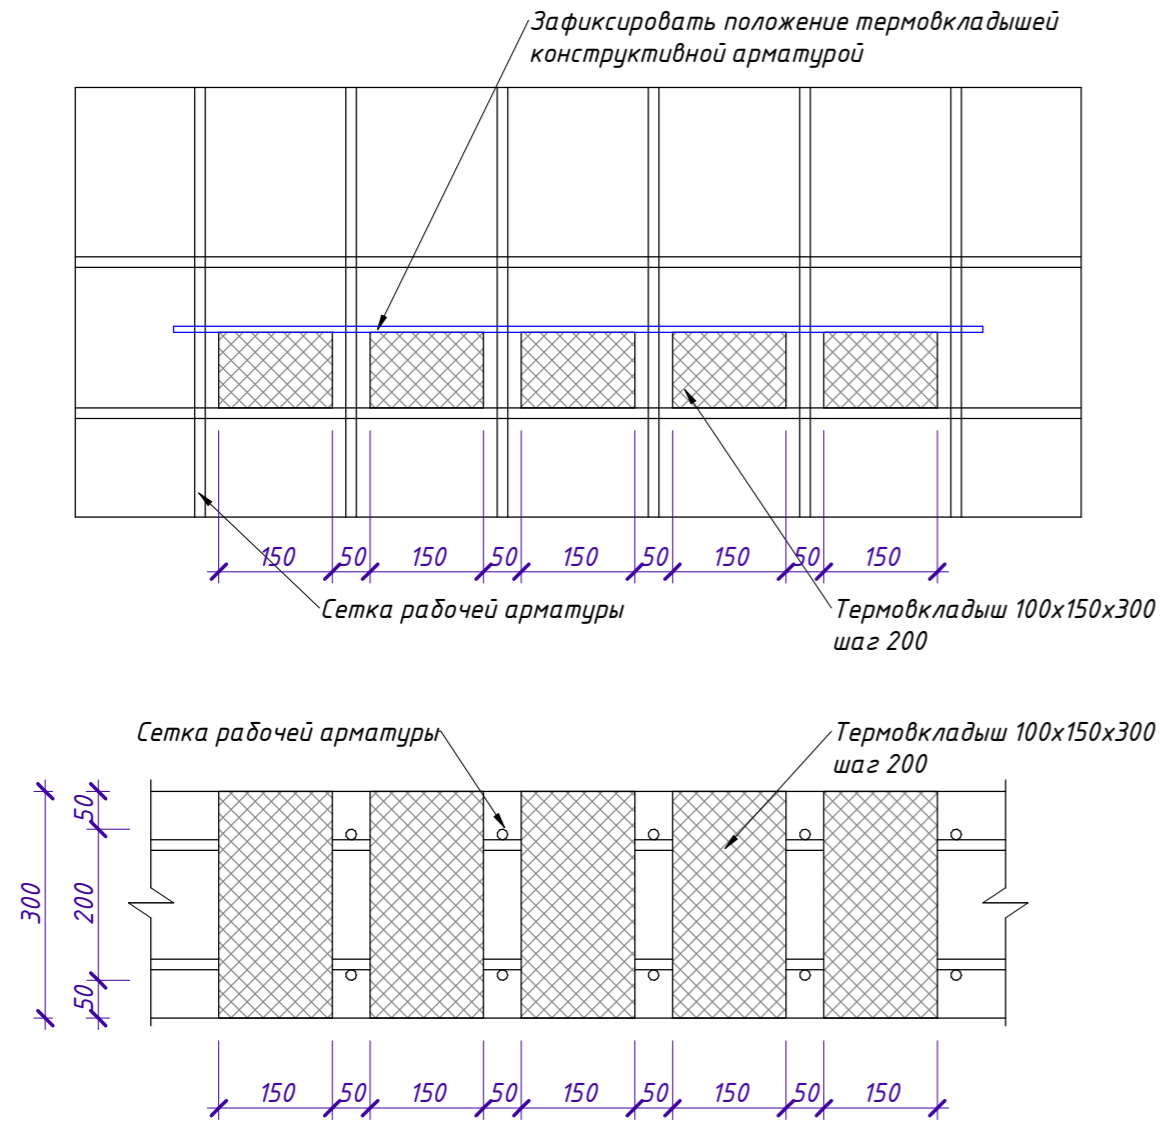 Зафиксировать положение термовкладышей
конструктивной арматурой
150 50 150 50 150 50 150 50 150
Сетка рабочей арматуры
Термовкладыш 100х150х300
шаг 200
Сетка рабочей арматуры
Термовкладыш 100х150х300
шаг 200
50
300
200
50
150 50 150 50 150 50 150 50 150